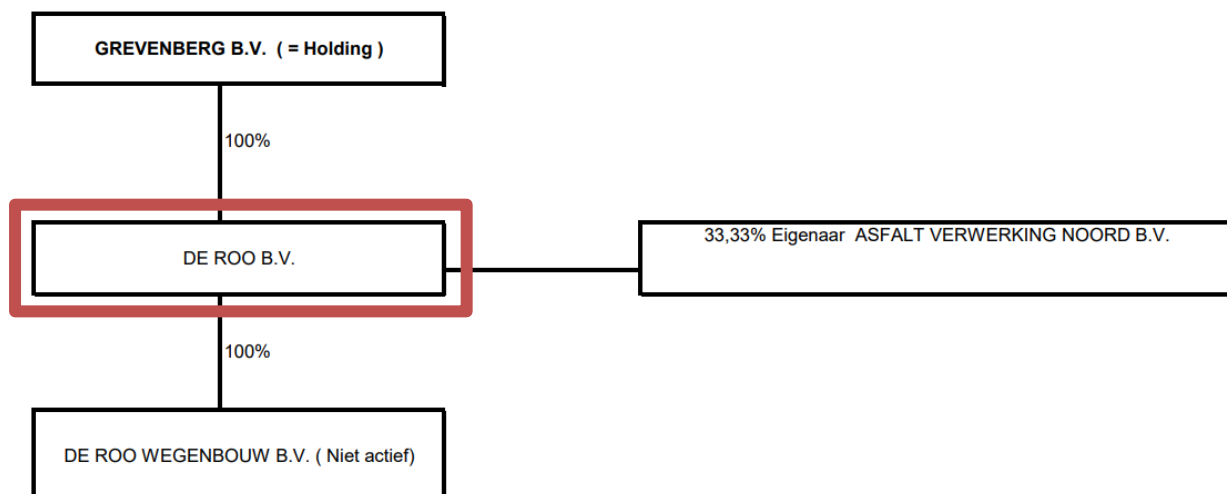 GREVENBERG B.V. ( = Holding )
100%
DE ROO B.V.
33,33% Eigenaar ASFALT VERWERKING NOORD B.V.
100%
DE ROO WEGENBOUW B.V. ( Niet actief)